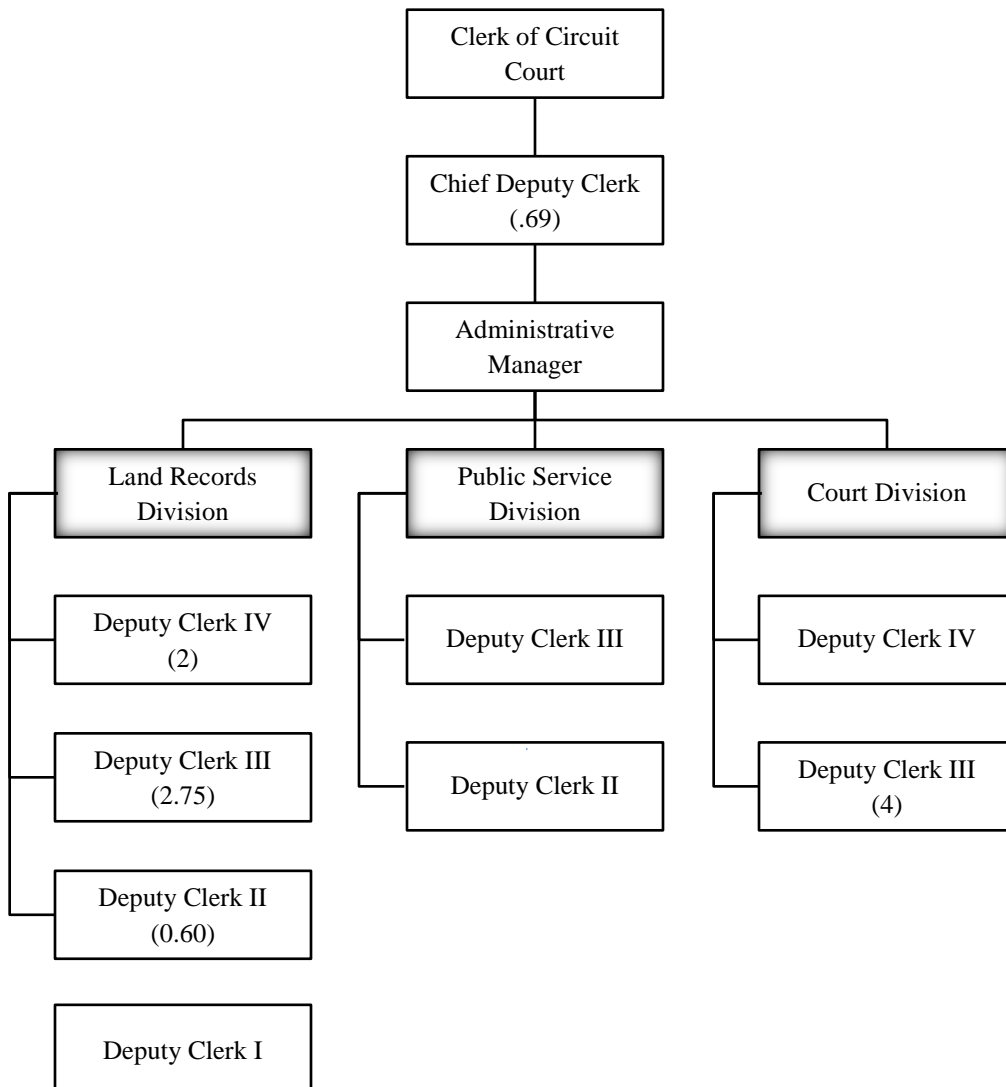 Clerk of Circuit
Court
Chief Deputy Clerk
(.69)
Administrative
Manager
Land Records
Division
Public Service
Division
Court Division
Deputy Clerk IV
(2)
Deputy Clerk III
Deputy Clerk IV
Deputy Clerk III
(2.75)
Deputy Clerk II
Deputy Clerk III
(4)
Deputy Clerk II
(0.60)
Deputy Clerk I